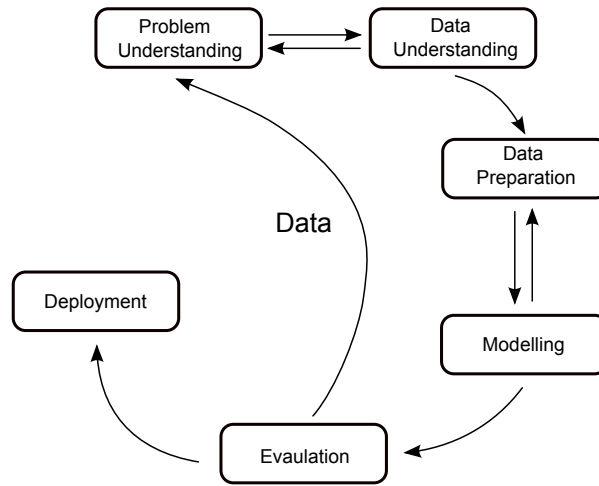 Problem
Understanding
Data
Understanding
Data
Preparation
Data
Deployment
Modelling
Evaulation